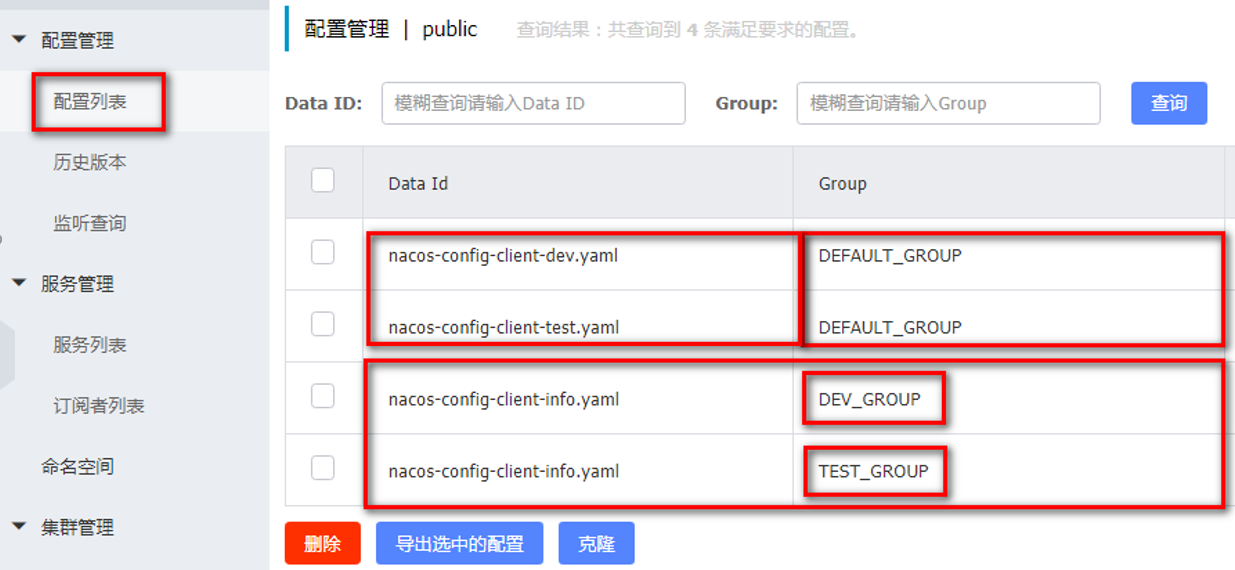 配置管理
配置列表
历史版本
监听查询
服务管理
服务列表
订阅者列表
命名空间
集群管理
配置管理 | public 查询结果：共查询到 4 条满足要求的配置。
Data ID: 模糊查询请输入Data ID Group: 模糊查询请输入Group 查询
Data Id Group
nacos-config-client-dev.yaml DEFAULT_GROUP
nacos-config-client-test.yaml DEFAULT_GROUP
nacos-config-client-info.yaml DEV_GROUP
nacos-config-client-info.yaml TEST_GROUP
删除 导出选中的配置 克隆